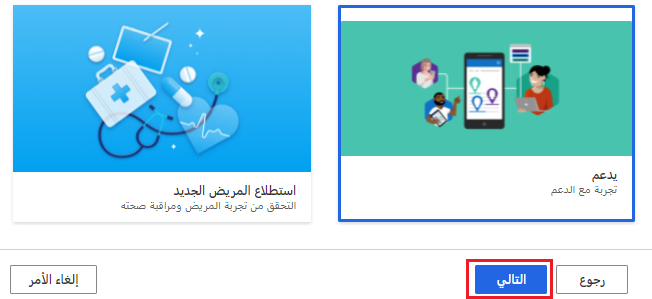 يدعم
تجربة مع الدعم
استطلاع المريض الجديد
التحقق من تجربة المريض ومراقبة صحته
رجوع
التالي
إلغاء الأمر